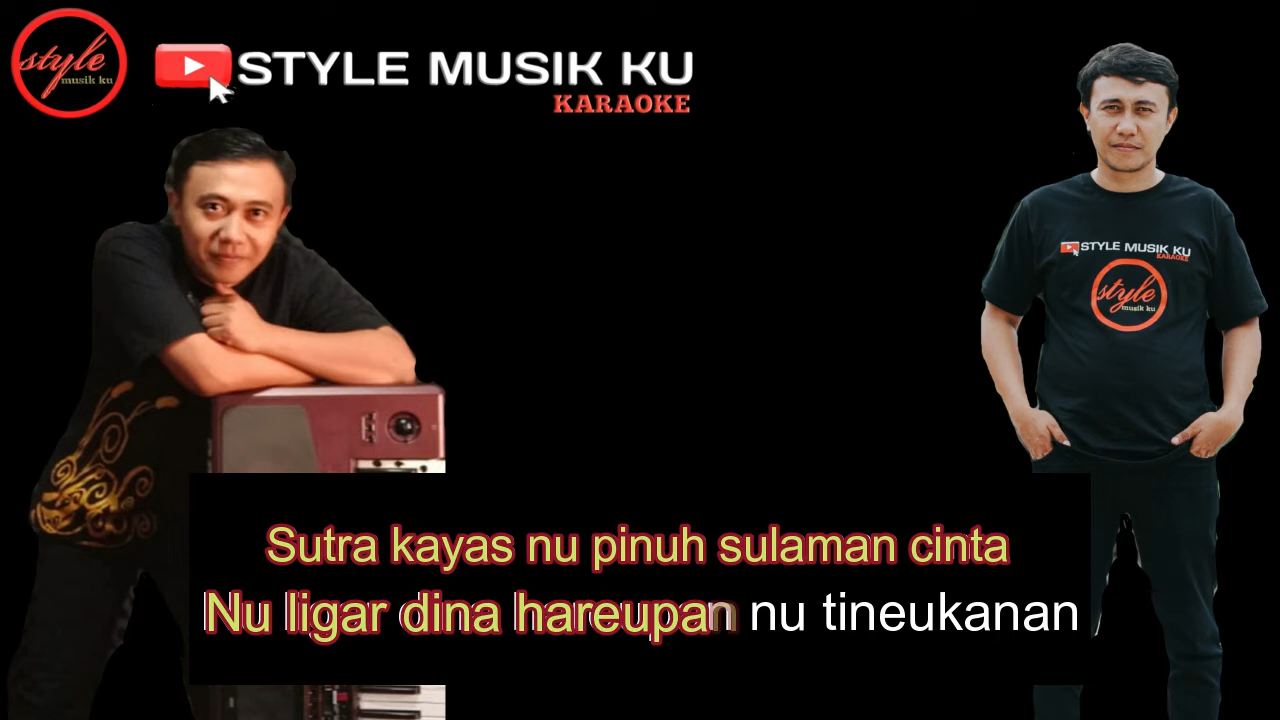 style
musik ku
STYLE MUSIK KU
KARAOKE
STYLE MUSIK KU
KARAOKE
style
musik ku
Sutra kayas nu pinuh sulaman cinta
Nu ligar dina hareupan nu tineukanan